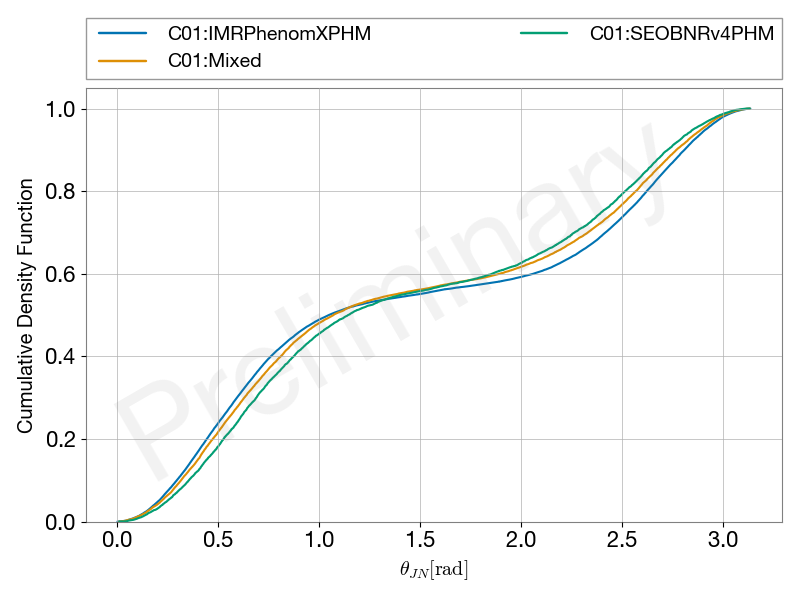 C01:IMRPhenomXPHM
C01:Mixed
C01:SEOBNRv4PHM
1.0
0.8
0.6
0.4
0.2
0.0
Cumulative Density Function
Preliminary
0.0 0.5 1.0 1.5 2.0 2.5 3.0
θ_JN[rad]